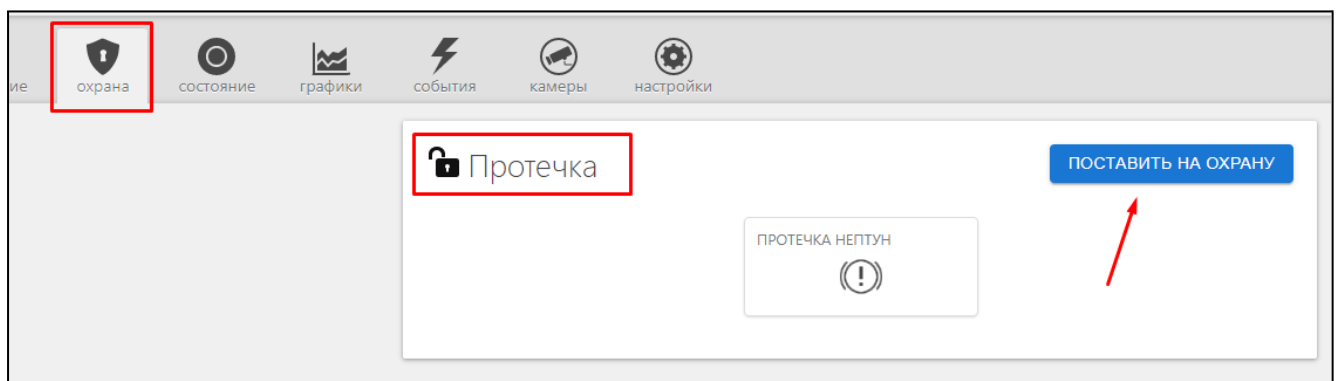 ие охрана состояние графики события камеры настройки
Протечка ПОСТАВИТЬ НА ОХРАНУ
ПРОТЕЧКА НЕПТУН